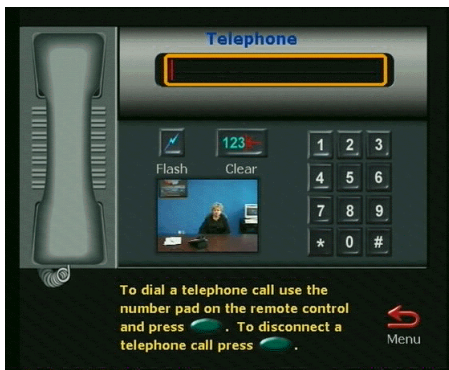 Telephone
123
Flash
Clear
1 2 3
4 5 6
7 8 9
* 0 #
To dial a telephone call use the
number pad on the remote control
and press . To disconnect a
telephone call press .
Menu